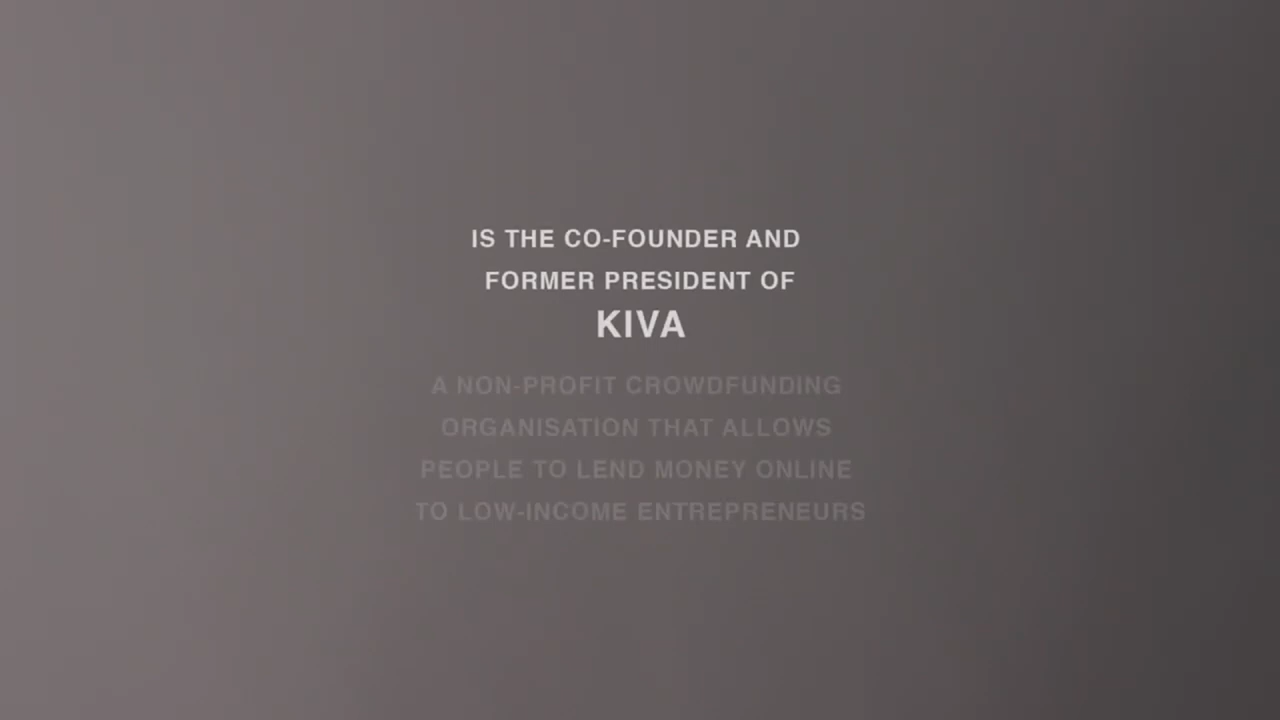 IS THE CO-FOUNDER AND
FORMER PRESIDENT OF
KIVA
A NON-PROFIT CROWDFUNDING
ORGANISATION THAT ALLOWS
PEOPLE TO LEND MONEY ONLINE
TO LOW-INCOME ENTREPRENEURS